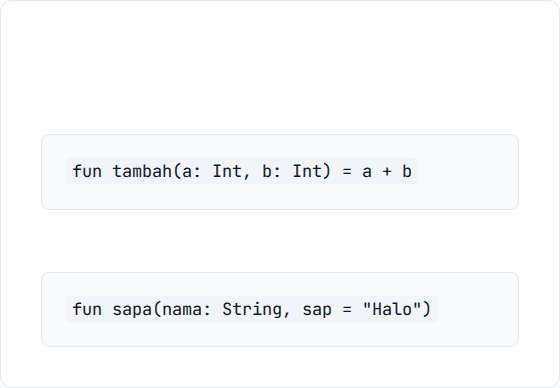 fun tambah(a: Int, b: Int) = a + b
fun sapa(nama: String, sap = "Halo")